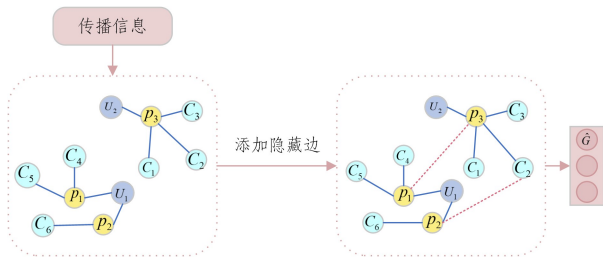 传播信息
U₂ p₃ C₃
C₄ C₁ C₂
C₅ p₁ U₁
C₆ p₂
添加隐藏边
U₂ p₃ C₃
C₄ C₁ C₂
C₅ p₁ U₁
C₆ p₂
Ĝ